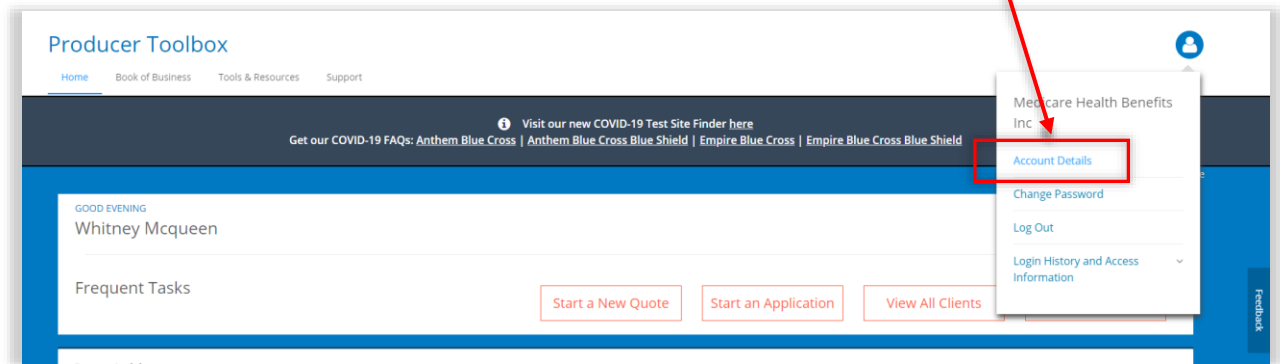 Producer Toolbox
Home Book of Business Tools & Resources Support
Medicare Health Benefits
Inc
Visit our new COVID-19 Test Site Finder here
Get our COVID-19 FAQs: Anthem Blue Cross | Anthem Blue Cross Blue Shield | Empire Blue Cross | Empire Blue Cross Blue Shield
Account Details
Change Password
Log Out
Login History and Access
Information
GOOD EVENING
Whitney Mcqueen
Frequent Tasks
Start a New Quote Start an Application View All Clients
Feedback